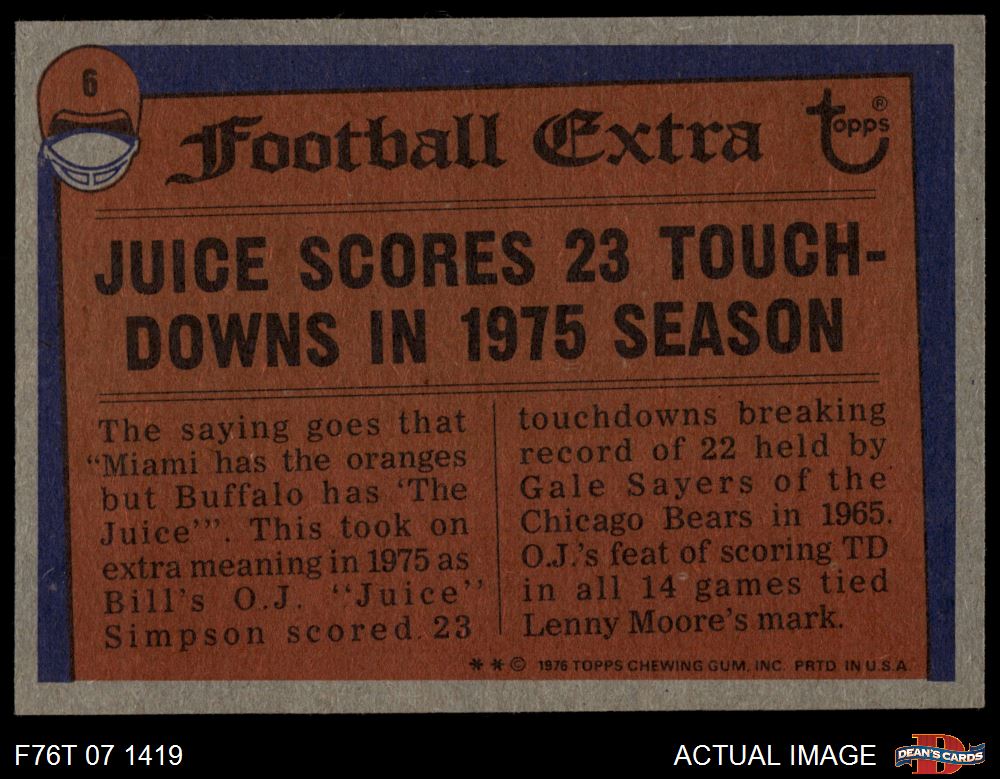 6
Football Extra
topps ®
JUICE SCORES 23 TOUCH-
DOWNS IN 1975 SEASON
The saying goes that
“Miami has the oranges
but Buffalo has ‘The
Juice’”. This took on
extra meaning in 1975 as
Bill's O.J. “Juice”
Simpson scored 23
touchdowns breaking
record of 22 held by
Gale Sayers of the
Chicago Bears in 1965.
O.J.'s feat of scoring TD
in all 14 games tied
Lenny Moore's mark.
* * © 1976 TOPPS CHEWING GUM, INC. PRTD. IN U.S.A.
F76T 07 1419
ACTUAL IMAGE
D
DEAN'S CARDS